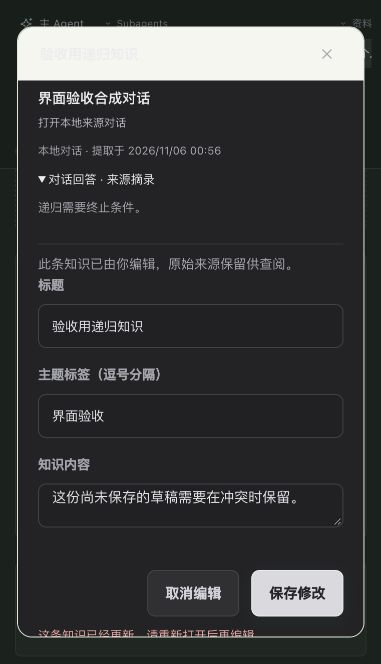 主 Agent
Subagents
资料
验收用递归知识
界面验收合成对话
打开本地来源对话
本地对话 · 提取于 2026/11/06 00:56
▼对话回答 · 来源摘录
递归需要终止条件。
此条知识已由你编辑，原始来源保留供查阅。
标题
验收用递归知识
主题标签（逗号分隔）
界面验收
知识内容
这份尚未保存的草稿需要在冲突时保留。
取消编辑
保存修改
这条知识已经更新，请重新打开后再编辑